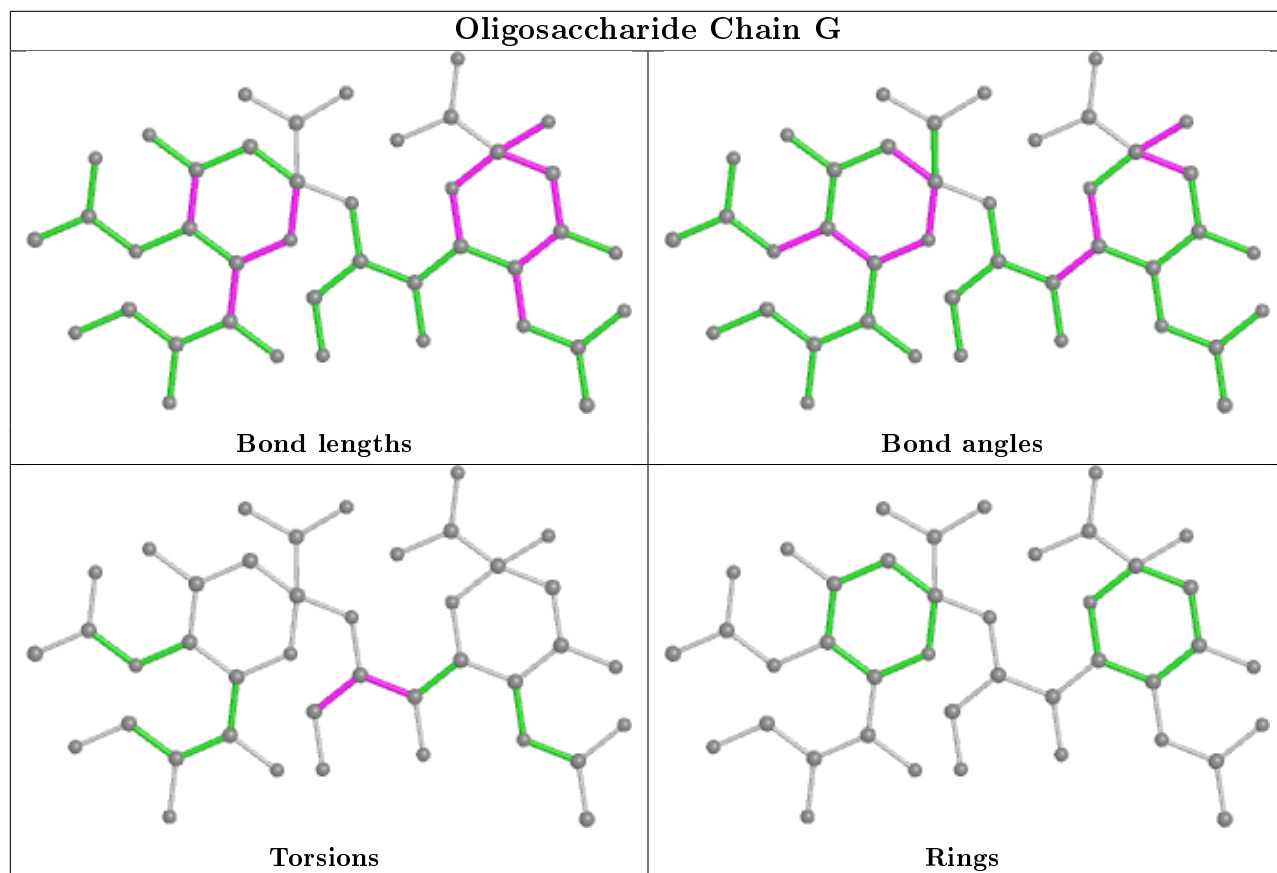 Oligosaccharide Chain G
Bond lengths
Bond angles
Torsions
Rings